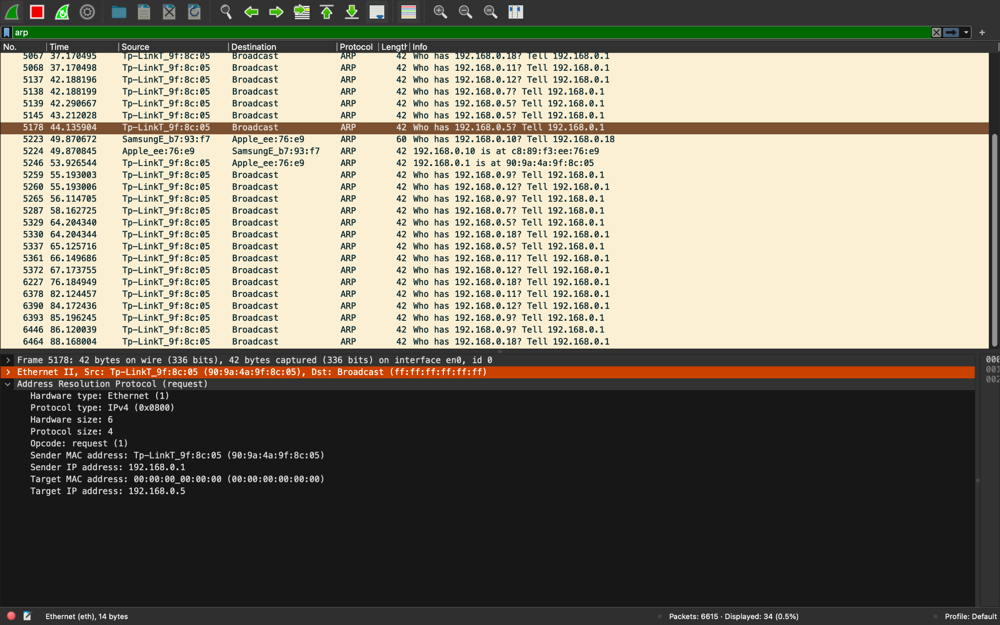 arp
No. Time Source Destination Protocol Length Info
5067 37.170495 Tp-LinkT_9f:8c:05 Broadcast ARP 42 Who has 192.168.0.18? Tell 192.168.0.1
5068 37.170498 Tp-LinkT_9f:8c:05 Broadcast ARP 42 Who has 192.168.0.11? Tell 192.168.0.1
5137 42.188196 Tp-LinkT_9f:8c:05 Broadcast ARP 42 Who has 192.168.0.12? Tell 192.168.0.1
5138 42.188199 Tp-LinkT_9f:8c:05 Broadcast ARP 42 Who has 192.168.0.7? Tell 192.168.0.1
5139 42.290667 Tp-LinkT_9f:8c:05 Broadcast ARP 42 Who has 192.168.0.5? Tell 192.168.0.1
5145 43.212028 Tp-LinkT_9f:8c:05 Broadcast ARP 42 Who has 192.168.0.5? Tell 192.168.0.1
5178 44.135904 Tp-LinkT_9f:8c:05 Broadcast ARP 42 Who has 192.168.0.5? Tell 192.168.0.1
5223 49.870672 SamsungE_b7:93:f7 Apple_ee:76:e9 ARP 60 Who has 192.168.0.10? Tell 192.168.0.18
5224 49.870845 Apple_ee:76:e9 SamsungE_b7:93:f7 ARP 42 192.168.0.10 is at c8:89:f3:ee:76:e9
5246 53.926544 Tp-LinkT_9f:8c:05 Apple_ee:76:e9 ARP 42 192.168.0.1 is at 90:9a:4a:9f:8c:05
5259 55.193003 Tp-LinkT_9f:8c:05 Broadcast ARP 42 Who has 192.168.0.9? Tell 192.168.0.1
5260 55.193006 Tp-LinkT_9f:8c:05 Broadcast ARP 42 Who has 192.168.0.12? Tell 192.168.0.1
5265 56.114705 Tp-LinkT_9f:8c:05 Broadcast ARP 42 Who has 192.168.0.9? Tell 192.168.0.1
5287 58.162725 Tp-LinkT_9f:8c:05 Broadcast ARP 42 Who has 192.168.0.7? Tell 192.168.0.1
5329 64.204340 Tp-LinkT_9f:8c:05 Broadcast ARP 42 Who has 192.168.0.5? Tell 192.168.0.1
5330 64.204344 Tp-LinkT_9f:8c:05 Broadcast ARP 42 Who has 192.168.0.18? Tell 192.168.0.1
5337 65.125716 Tp-LinkT_9f:8c:05 Broadcast ARP 42 Who has 192.168.0.5? Tell 192.168.0.1
5361 66.149686 Tp-LinkT_9f:8c:05 Broadcast ARP 42 Who has 192.168.0.11? Tell 192.168.0.1
5372 67.173755 Tp-LinkT_9f:8c:05 Broadcast ARP 42 Who has 192.168.0.12? Tell 192.168.0.1
6227 76.184949 Tp-LinkT_9f:8c:05 Broadcast ARP 42 Who has 192.168.0.18? Tell 192.168.0.1
6378 82.124457 Tp-LinkT_9f:8c:05 Broadcast ARP 42 Who has 192.168.0.11? Tell 192.168.0.1
6390 84.172436 Tp-LinkT_9f:8c:05 Broadcast ARP 42 Who has 192.168.0.12? Tell 192.168.0.1
6393 85.196245 Tp-LinkT_9f:8c:05 Broadcast ARP 42 Who has 192.168.0.9? Tell 192.168.0.1
6446 86.120039 Tp-LinkT_9f:8c:05 Broadcast ARP 42 Who has 192.168.0.9? Tell 192.168.0.1
6464 88.168004 Tp-LinkT_9f:8c:05 Broadcast ARP 42 Who has 192.168.0.18? Tell 192.168.0.1
Frame 5178: 42 bytes on wire (336 bits), 42 bytes captured (336 bits) on interface en0, id 0
Ethernet II, Src: Tp-LinkT_9f:8c:05 (90:9a:4a:9f:8c:05), Dst: Broadcast (ff:ff:ff:ff:ff:ff)
Address Resolution Protocol (request)
Hardware type: Ethernet (1)
Protocol type: IPv4 (0x0800)
Hardware size: 6
Protocol size: 4
Opcode: request (1)
Sender MAC address: Tp-LinkT_9f:8c:05 (90:9a:4a:9f:8c:05)
Sender IP address: 192.168.0.1
Target MAC address: 00:00:00_00:00:00 (00:00:00:00:00:00)
Target IP address: 192.168.0.5
000
001
002
Ethernet (eth), 14 bytes
Packets: 6615 · Displayed: 34 (0.5%)
Profile: Default